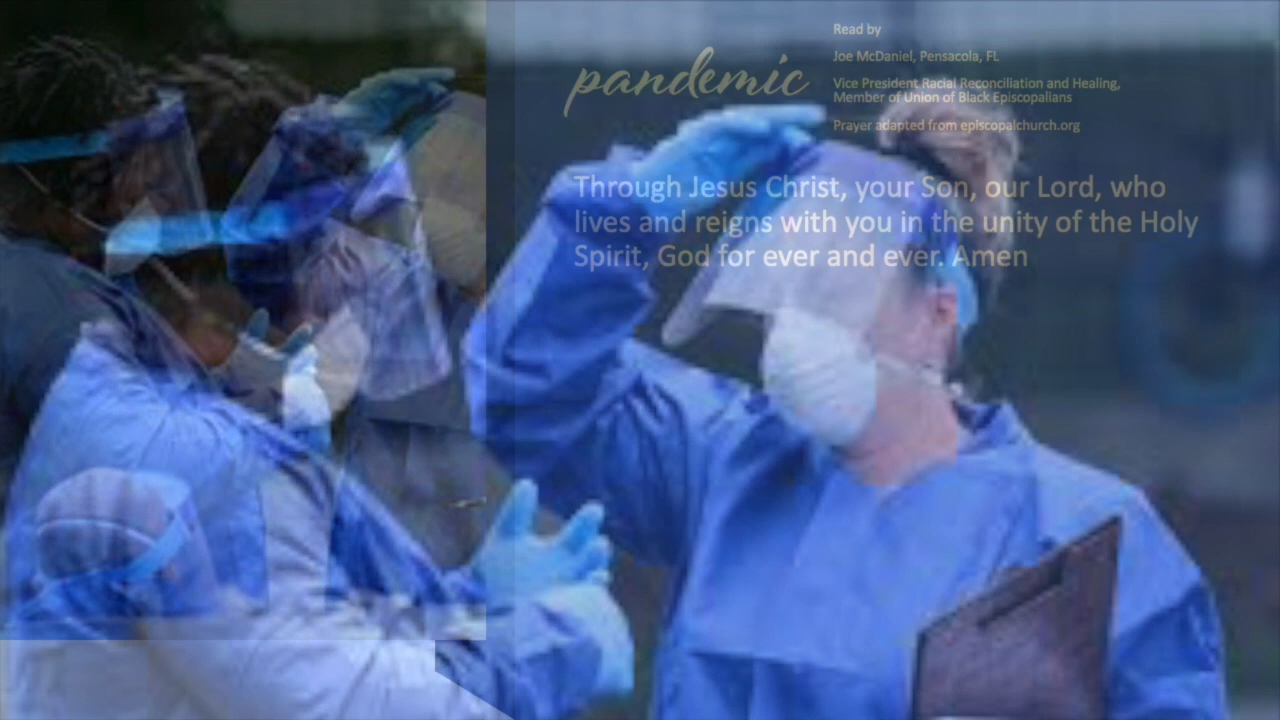 pandemic
Read by
Joe McDaniel, Pensacola, FL
Vice President Racial Reconciliation and Healing,
Member of Union of Black Episcopalians
Prayer adapted from episcopalchurch.org
Through Jesus Christ, your Son, our Lord, who
lives and reigns with you in the unity of the Holy
Spirit, God for ever and ever. Amen